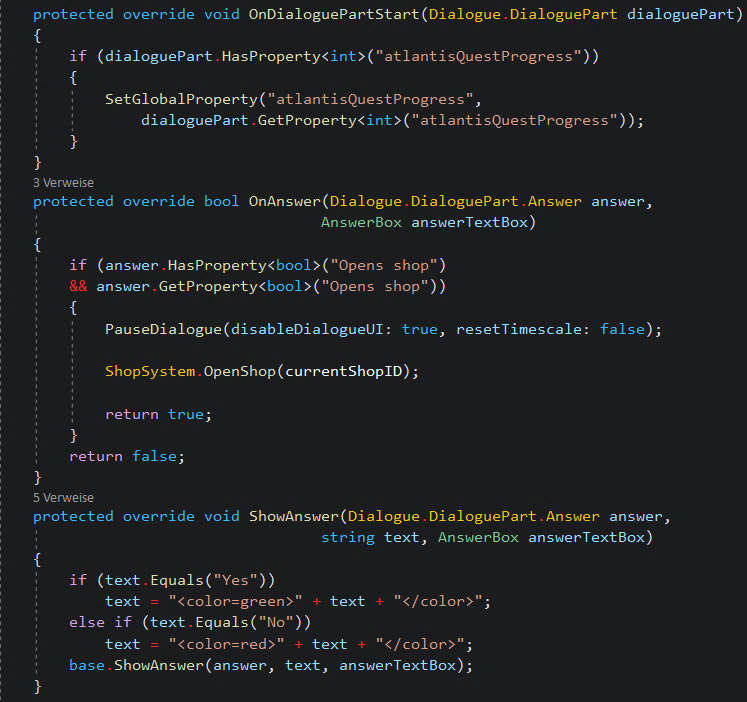 protected override void OnDialoguePartStart(Dialogue.DialoguePart dialoguePart)
{
if (dialoguePart.HasProperty<int>("atlantisQuestProgress"))
{
SetGlobalProperty("atlantisQuestProgress",
dialoguePart.GetProperty<int>("atlantisQuestProgress"));
}
}
3 Verweise
protected override bool OnAnswer(Dialogue.DialoguePart.Answer answer,
AnswerBox answerTextBox)
{
if (answer.HasProperty<bool>("Opens shop")
&& answer.GetProperty<bool>("Opens shop"))
{
PauseDialogue(disableDialogueUI: true, resetTimescale: false);
ShopSystem.OpenShop(currentShopID);
return true;
}
return false;
}
5 Verweise
protected override void ShowAnswer(Dialogue.DialoguePart.Answer answer,
string text, AnswerBox answerTextBox)
{
if (text.Equals("Yes"))
text = "<color=green>" + text + "</color>";
else if (text.Equals("No"))
text = "<color=red>" + text + "</color>";
base.ShowAnswer(answer, text, answerTextBox);
}